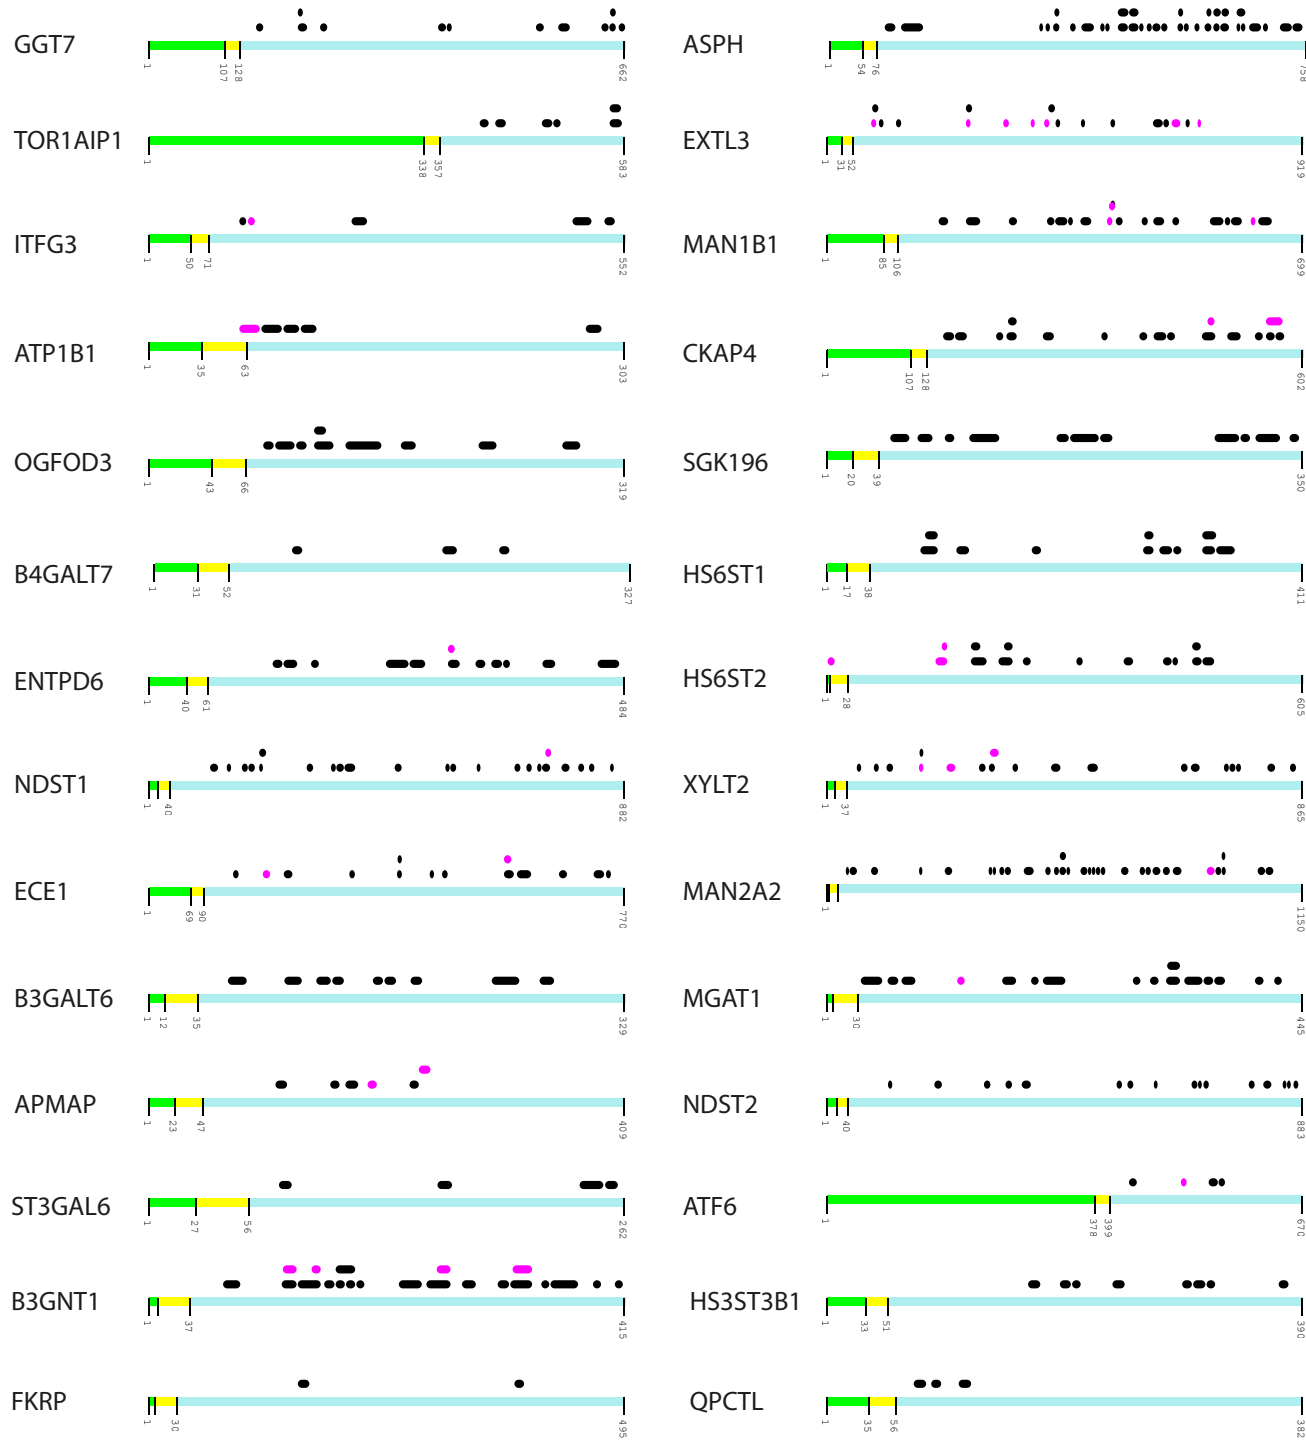 GGT7
1 107 128 662
ASPH
1 54 76 758
TOR1AIP1
1 338 357 583
EXTL3
1 31 52 919
ITFG3
1 50 71 552
MAN1B1
1 85 106 699
ATP1B1
1 35 63 303
CKAP4
1 107 128 602
OGFOD3
1 43 66 319
SGK196
1 20 39 350
B4GALT7
1 31 52 327
HS6ST1
1 17 38 411
ENTPD6
1 40 61 484
HS6ST2
1 28 605
NDST1
1 40 882
XYLT2
1 37 865
ECE1
1 69 90 770
MAN2A2
1 1150
B3GALT6
1 12 35 329
MGAT1
1 30 445
APMAP
1 23 47 409
NDST2
1 40 883
ST3GAL6
1 27 56 262
ATF6
1 378 399 670
B3GNT1
1 37 415
HS3ST3B1
1 33 51 390
FKRP
1 30 495
QPCTL
1 35 56 382